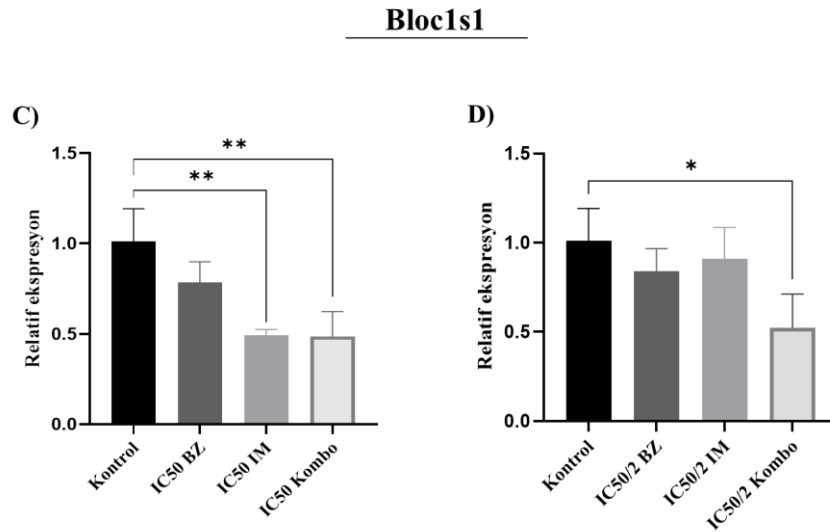 Bloc1s1
C)
Relatif ekspresyon
1.5
1.0
0.5
0.0
**
**
Kontrol
IC50 BZ
IC50 IM
IC50 Kombo
D)
Relatif ekspresyon
1.5
1.0
0.5
0.0
*
Kontrol
IC50/2 BZ
IC50/2 IM
IC50/2 Kombo